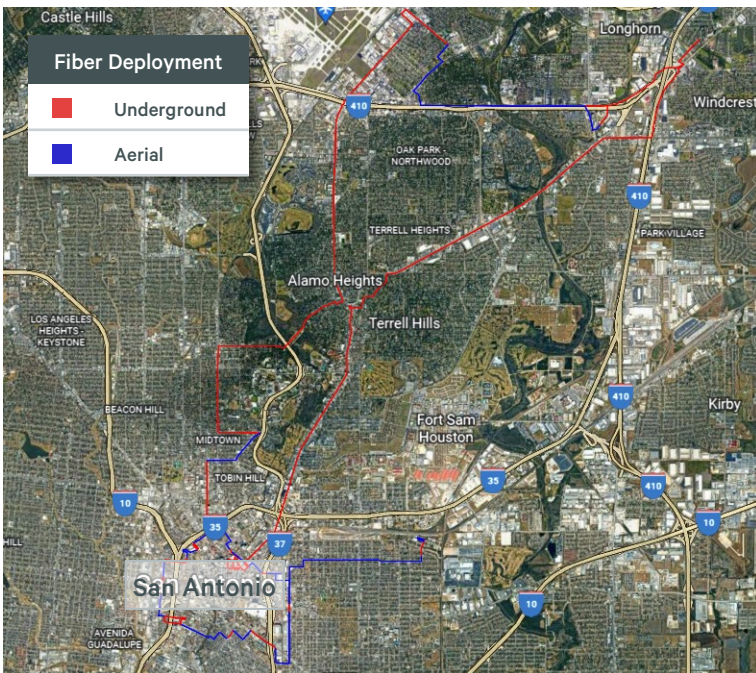 Castle Hills
Longhorn
Fiber Deployment
Underground
Aerial
410
Windcrest
OAK PARK -
NORTHWOOD
410
TERRELL HEIGHTS
PARK VILLAGE
Alamo Heights
LOS ANGELES
HEIGHTS -
KEYSTONE
Terrell Hills
410
Kirby
BEACON HILL
Fort Sam
Houston
MIDTOWN
TOBIN HILL
35
410
10
35
10
37
HILL
San Antonio
10
AVENIDA
GUADALUPE